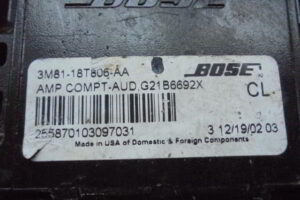 BOSE
3M81-18T806-AA
BOSE
AMP COMPT-AUD G21B6692X
CL
255870103097031
3 12/19/02 03
Made in USA of Domestic & Foreign Components